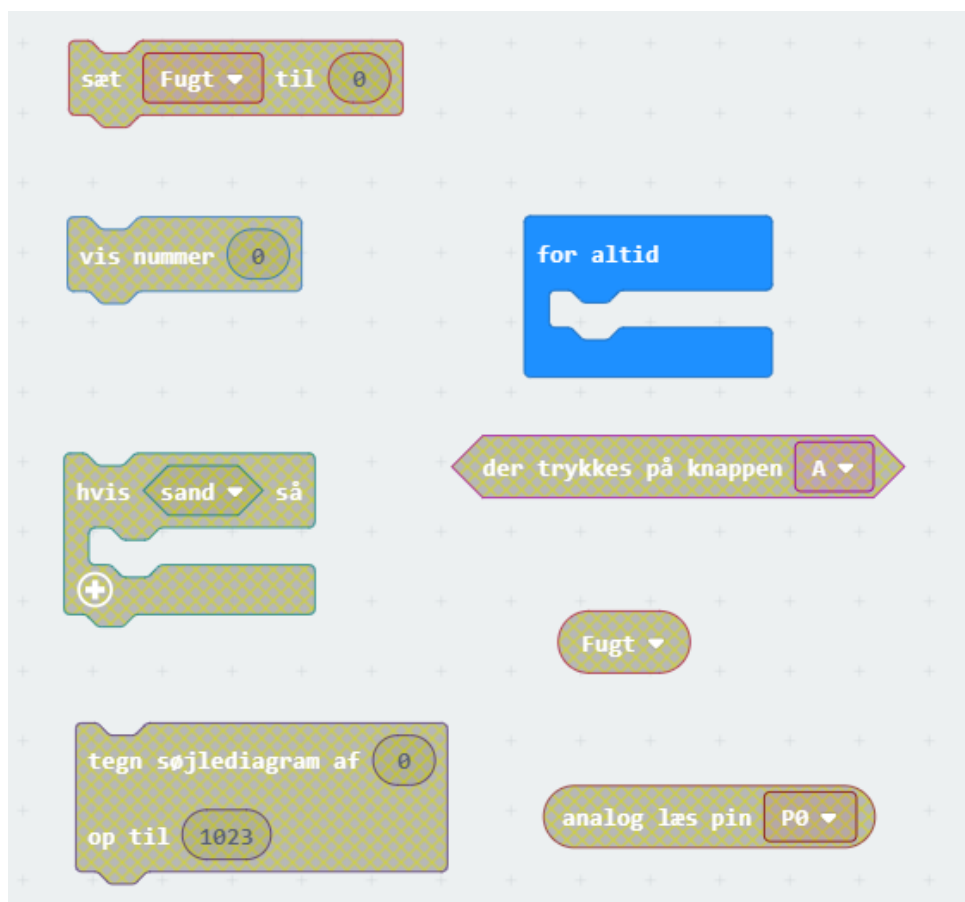 sæt Fugt til 0
vis nummer 0
for altid
hvis sand så
der trykkes på knappen A
Fugt
tegn søjlediagram af 0
op til 1023
analog læs pin P0